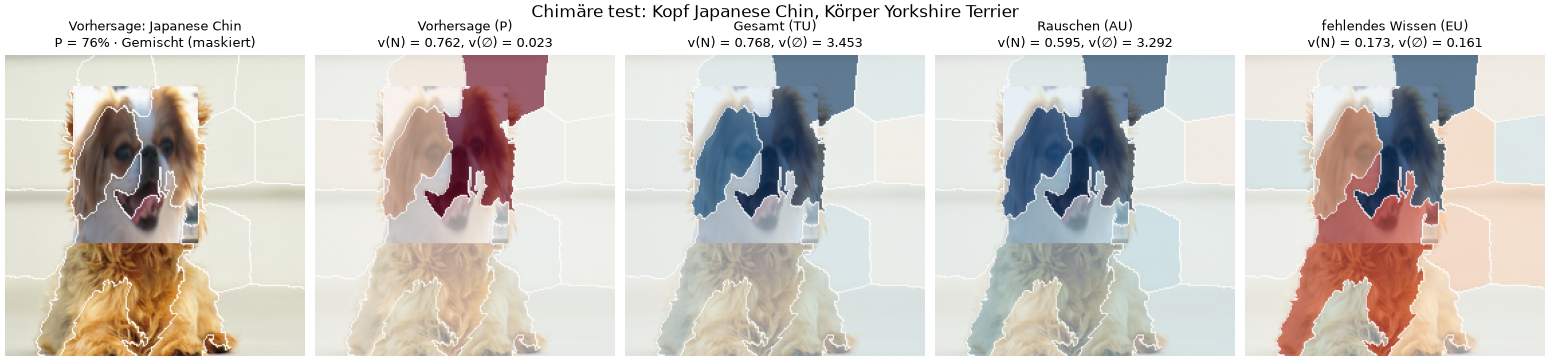 Chimäre test: Kopf Japanese Chin, Körper Yorkshire Terrier
Vorhersage: Japanese Chin
P = 76% · Gemischt (maskiert)
Vorhersage (P)
v(N) = 0.762, v(∅) = 0.023
Gesamt (TU)
v(N) = 0.768, v(∅) = 3.453
Rauschen (AU)
v(N) = 0.595, v(∅) = 3.292
fehlendes Wissen (EU)
v(N) = 0.173, v(∅) = 0.161